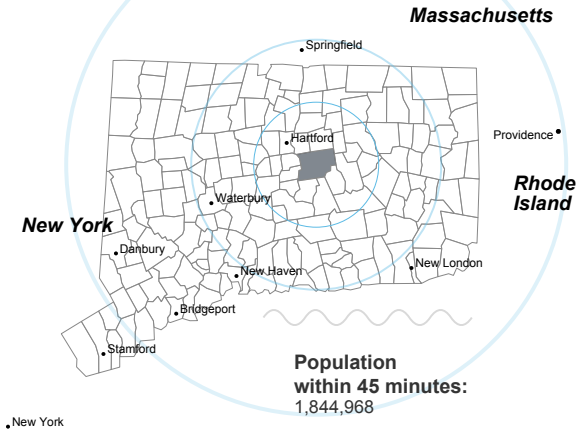 Massachusetts
Springfield
Hartford
Providence
Rhode
Island
Waterbury
New York
Danbury
New London
New Haven
Bridgeport
Stamford
Population
within 45 minutes:
1,844,968
New York